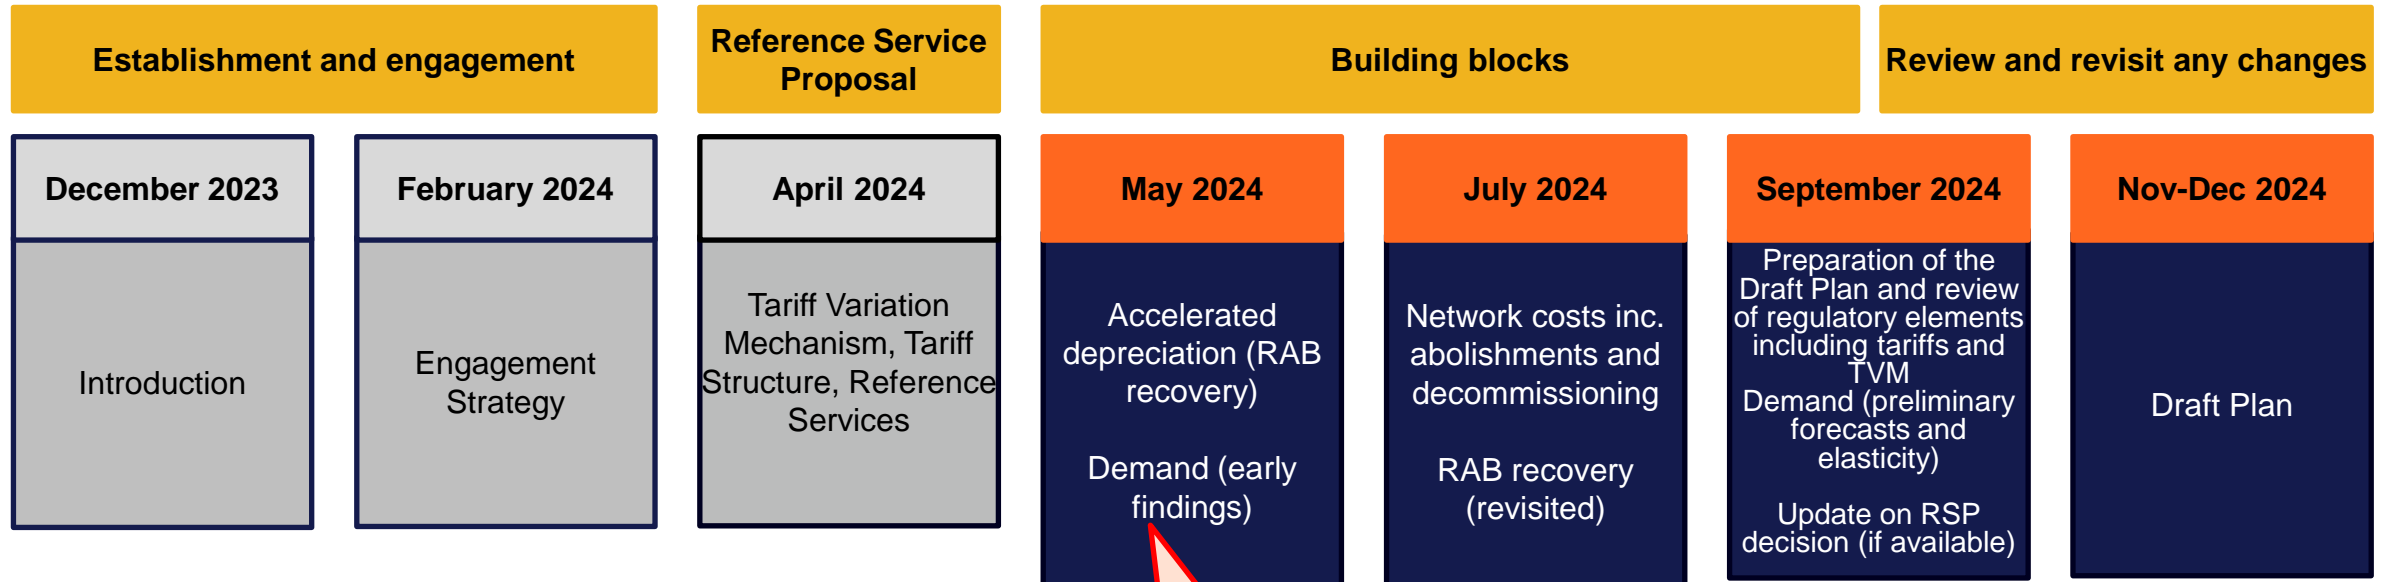 Establishment and engagement
Reference Service
Proposal
Building blocks
Review and revisit any changes
December 2023
Introduction
February 2024
Engagement
Strategy
April 2024
Tariff Variation
Mechanism, Tariff
Structure, Reference
Services
May 2024
Accelerated
depreciation (RAB
recovery)
Demand (early
findings)
July 2024
Network costs inc.
abolishments and
decommissioning
RAB recovery
(revisited)
September 2024
Preparation of the
Draft Plan and review
of regulatory elements
including tariffs and
TVM
Demand (preliminary
forecasts and
elasticity)
Update on RSP
decision (if available)
Nov-Dec 2024
Draft Plan